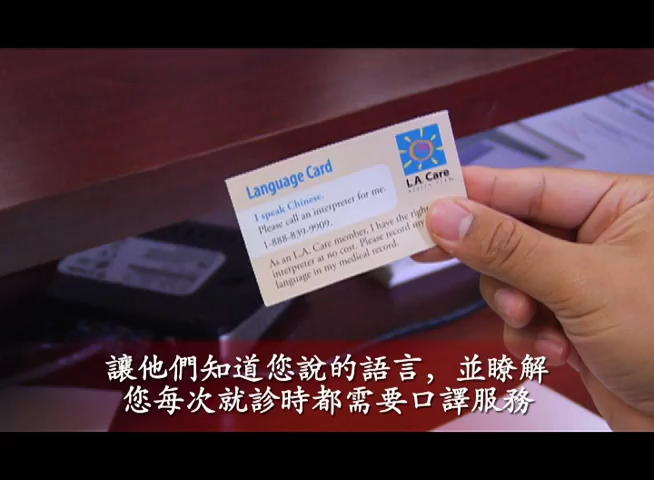 Language Card
I speak Chinese.
Please call an interpreter for me.
1-888-839-9909.
As an L.A. Care member, I have the right
interpreter at no cost. Please record my
language in my medical record.
L.A. Care
HEALTH PLAN
讓他們知道您說的語言，並瞭解
您每次就診時都需要口譯服務